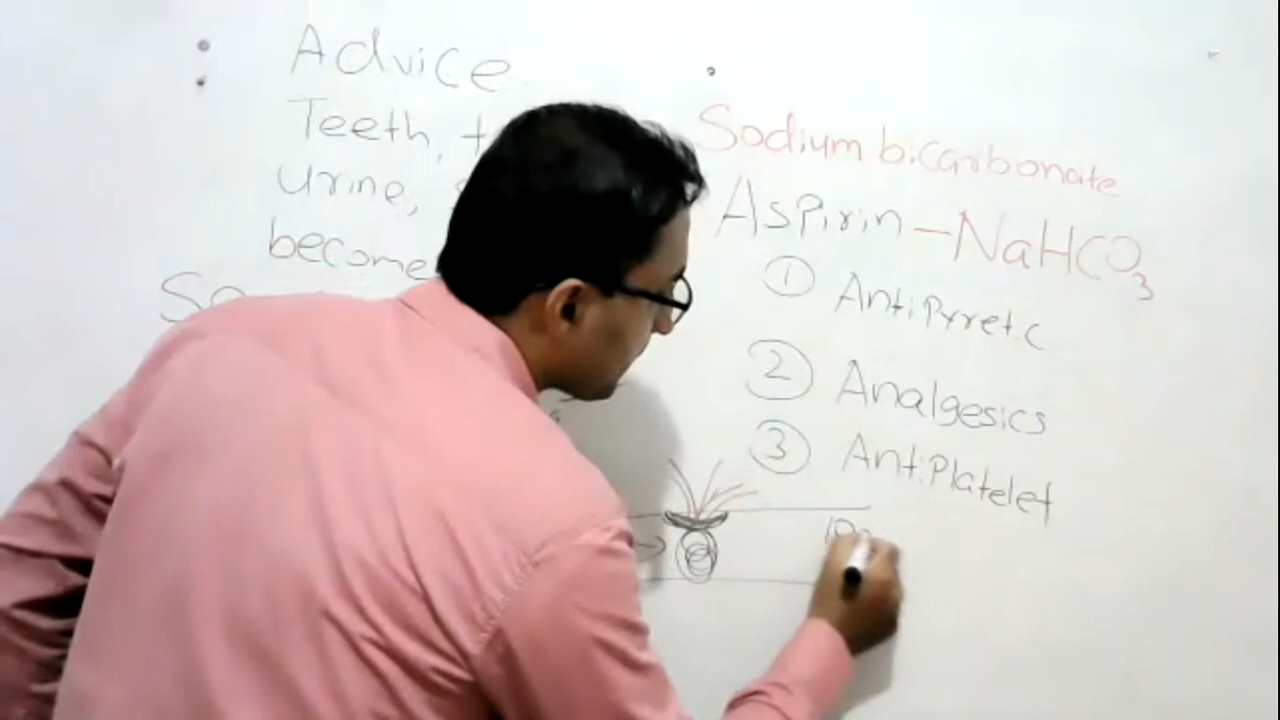 Advice
Teeth,
Urine,
become
Sodium bicarbonate
Aspirin - NaHCO3
① AntiPyretic
② Analgesics
③ AntiPlatelet